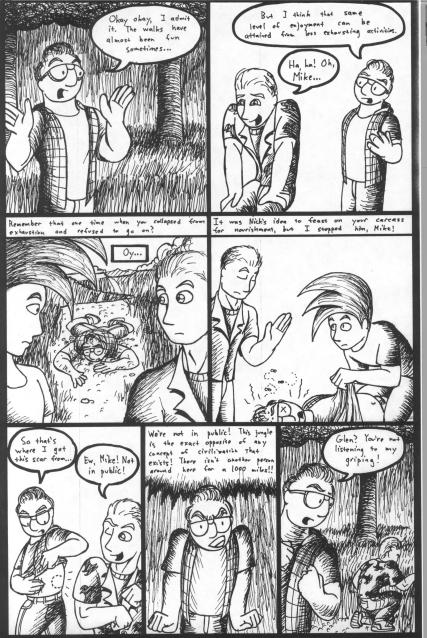 Okay okay, I admit
it. The walks have
almost been fun
sometimes...
But I think that same
level of enjoyment can be
attained from less exhausting activities.
Ha, ha! Oh,
Mike...
Remember that one time when you collapsed from
exhaustion and refused to go on?
It was Nick's idea to feast on your carcass
for nourishment, but I stopped him, Mike!
Oy...
So that's
where I got
this scar from...
Ew, Mike! Not
in public!
We're not in public! This jungle
is the exact opposite of any
concept of civilization that
exists! There isn't another person
around here for a 1000 miles!!
Glen? You're not
listening to my
griping!